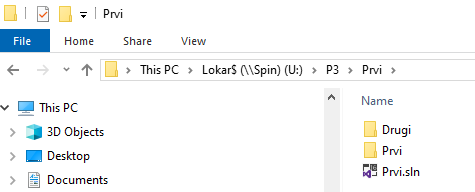 Prvi
File Home Share View
This PC Lokar$ (\\Spin) (U:) P3 Prvi
This PC
3D Objects
Desktop
Documents
Name
Drugi
Prvi
Prvi.sln